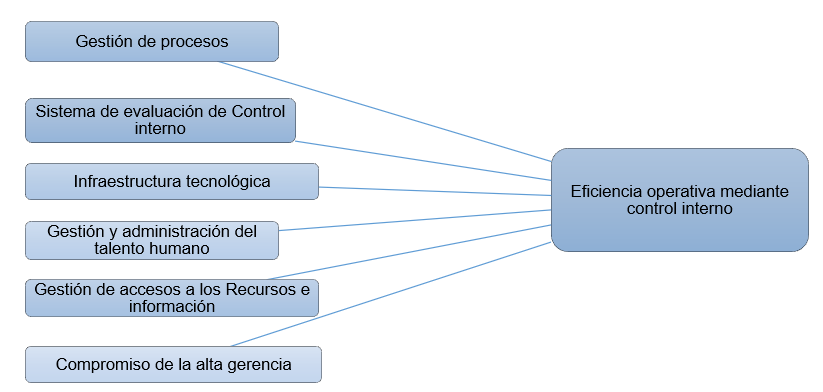 Gestión de procesos
Sistema de evaluación de Control
interno
Infraestructura tecnológica
Gestión y administración del
talento humano
Gestión de accesos a los Recursos e
información
Compromiso de la alta gerencia
Eficiencia operativa mediante
control interno